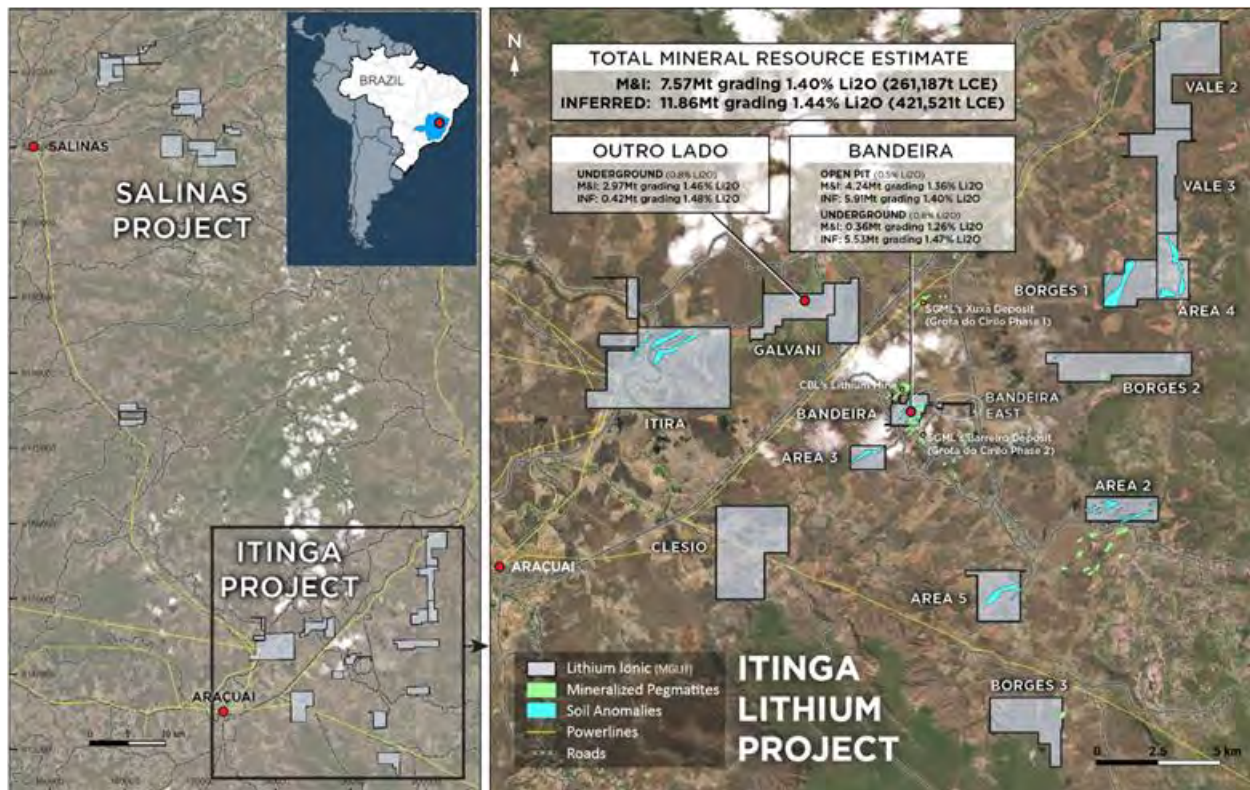 BRAZIL
SALINAS
SALINAS
PROJECT
ITINGA
PROJECT
ARAÇUAI
N
TOTAL MINERAL RESOURCE ESTIMATE
M&I: 7.57Mt grading 1.40% Li2O (261,187t LCE)
INFERRED: 11.86Mt grading 1.44% Li2O (421,521t LCE)
OUTRO LADO
UNDERGROUND (0.8% Li2O)
M&I: 2.97Mt grading 1.46% Li2O
INF: 0.42Mt grading 1.48% Li2O
BANDEIRA
OPEN PIT (0.5% Li2O)
M&I: 4.24Mt grading 1.36% Li2O
INF: 5.91Mt grading 1.40% Li2O
UNDERGROUND (0.8% Li2O)
M&I: 0.36Mt grading 1.26% Li2O
INF: 5.53Mt grading 1.47% Li2O
VALE 2
VALE 3
BORGES 1
AREA 4
SGML's Xuxa Deposit
(Grota do Cirilo Phase 1)
GALVANI
BORGES 2
CBL's Lithium Mine
ITIRA
BANDEIRA
BANDEIRA
EAST
SGML's Barreiro Deposit
(Grota do Cirilo Phase 2)
AREA 3
AREA 2
CLESIO
ARAÇUAI
AREA 5
BORGES 3
Lithium Ionic
Mineralized Pegmatites
Soil Anomalies
Powerlines
Roads
ITINGA
LITHIUM
PROJECT
0 2.5 5 km